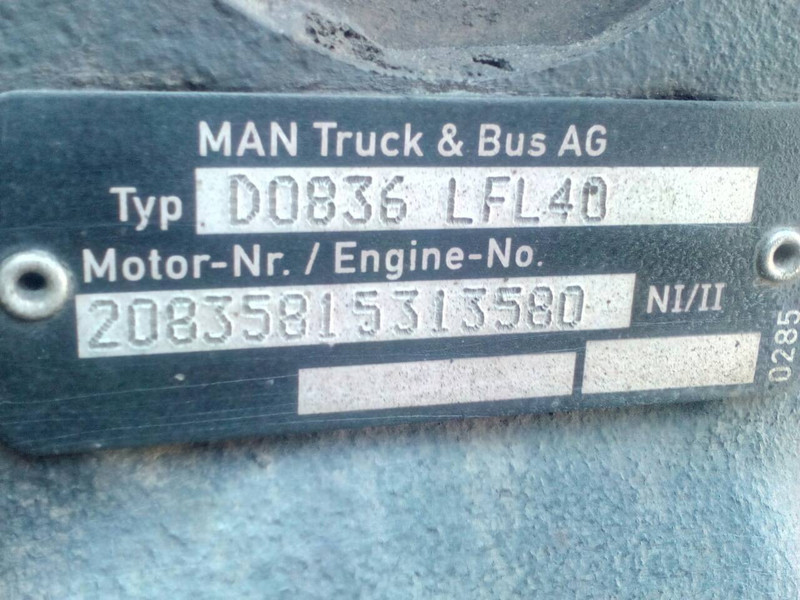 MAN Truck & Bus AG
Typ D0836 LFL40
Motor-Nr. / Engine-No.
20835815313580 NI/II
0285